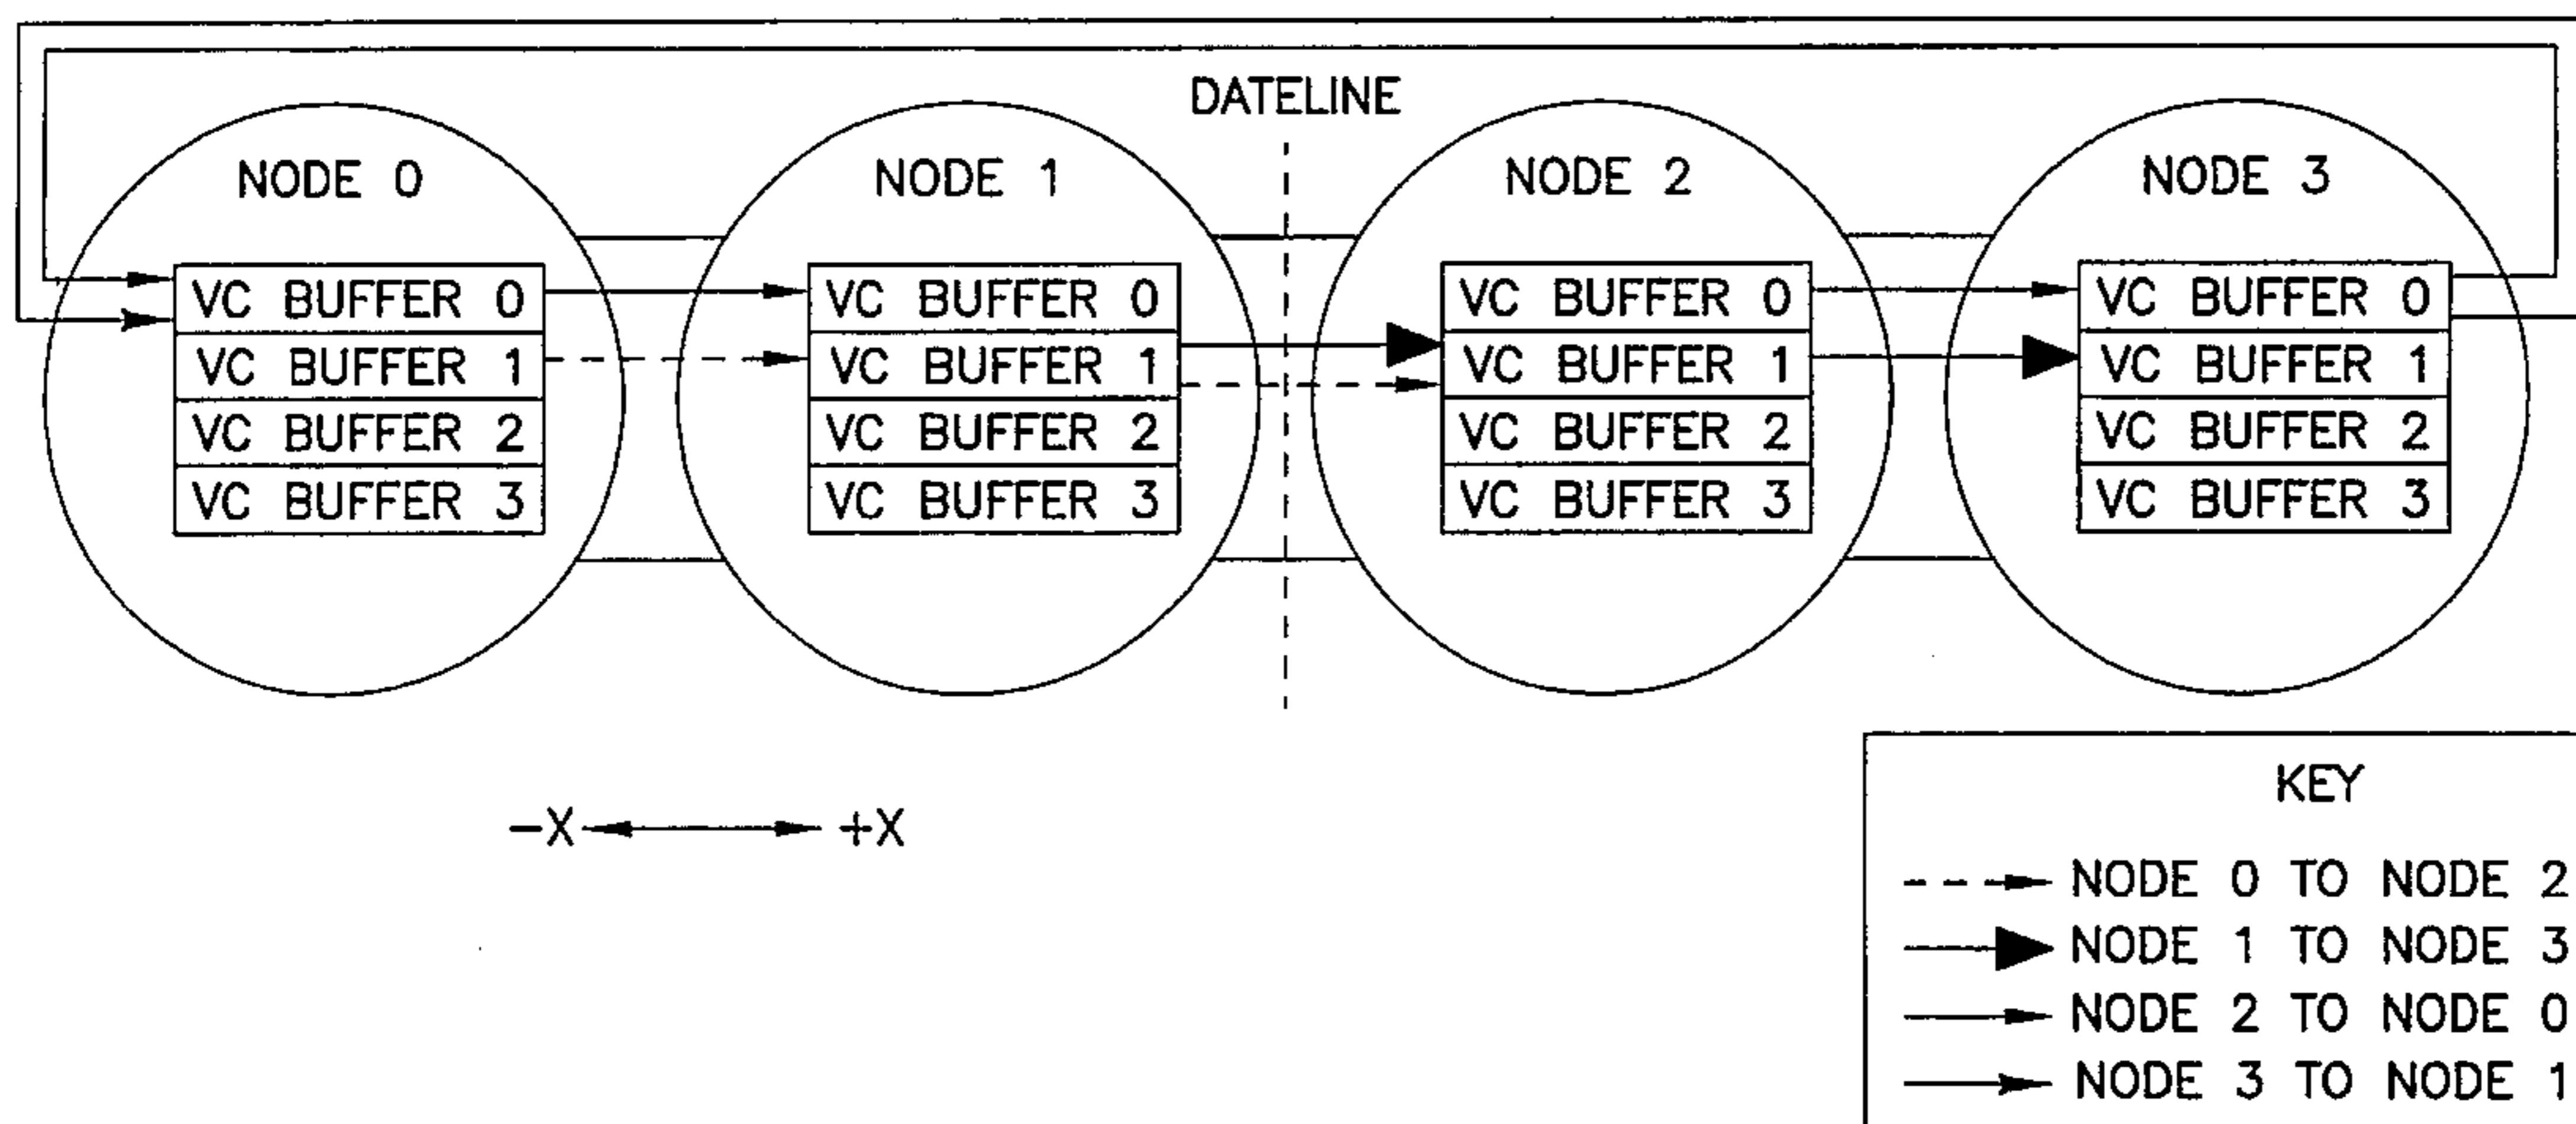 DATELINE
NODE 0
VC BUFFER 0
VC BUFFER 1
VC BUFFER 2
VC BUFFER 3
NODE 1
VC BUFFER 0
VC BUFFER 1
VC BUFFER 2
VC BUFFER 3
NODE 2
VC BUFFER 0
VC BUFFER 1
VC BUFFER 2
VC BUFFER 3
NODE 3
VC BUFFER 0
VC BUFFER 1
VC BUFFER 2
VC BUFFER 3
-X +X
KEY
NODE 0 TO NODE 2
NODE 1 TO NODE 3
NODE 2 TO NODE 0
NODE 3 TO NODE 1